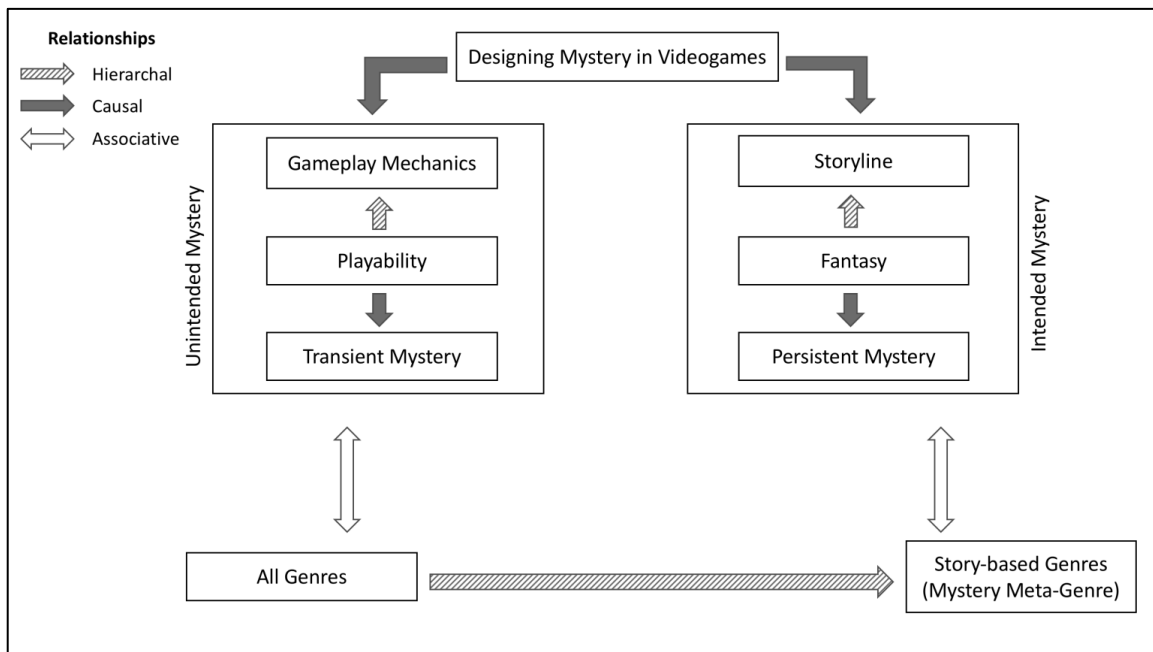 Relationships
Hierarchal
Causal
Associative
Designing Mystery in Videogames
Unintended Mystery
Gameplay Mechanics
Playability
Transient Mystery
Storyline
Fantasy
Persistent Mystery
Intended Mystery
All Genres
Story-based Genres
(Mystery Meta-Genre)